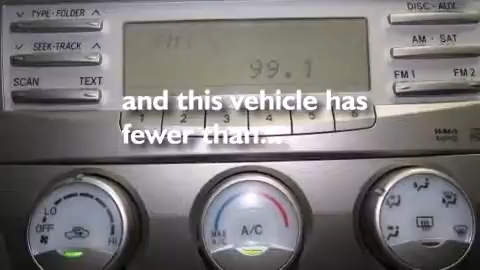 TYPE·FOLDER
DISC·AUX
SEEK·TRACK
AM·SAT
SCAN TEXT
99.1
FM1 FM2
and this vehicle has
fewer than...
1 2 3 4 5 6
LO
OFF
HI
MAX A/C
A/C